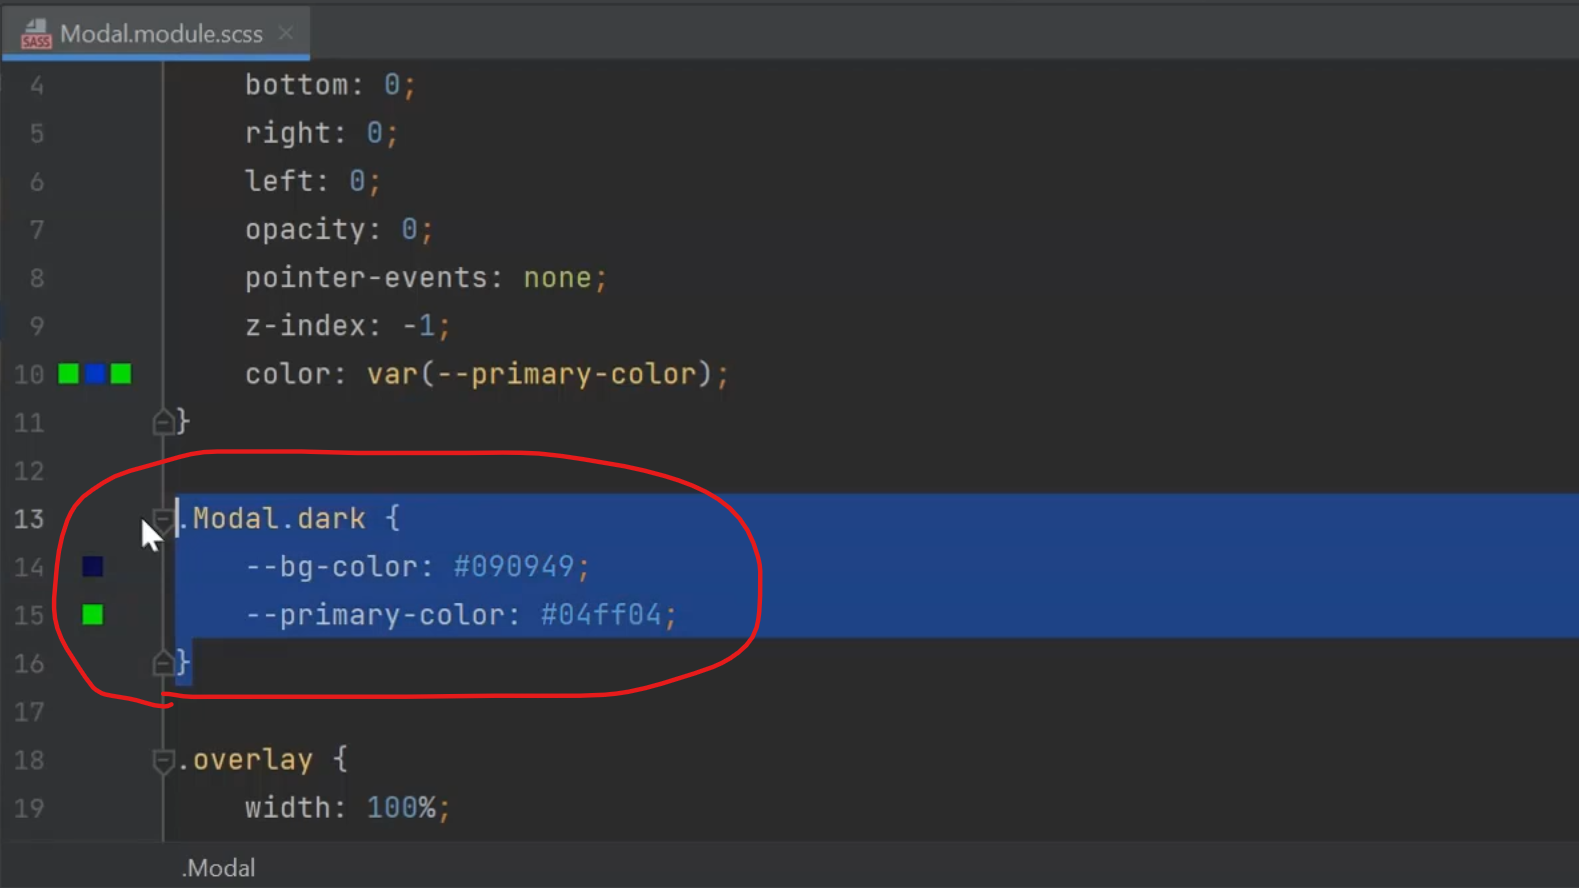 Modal.module.scss
SASS
4 bottom: 0;
5 right: 0;
6 left: 0;
7 opacity: 0;
8 pointer-events: none;
9 z-index: -1;
10 color: var(--primary-color);
11 }
12
13 .Modal.dark {
14 --bg-color: #090949;
15 --primary-color: #04ff04;
16 }
17
18 .overlay {
19 width: 100%;
.Modal